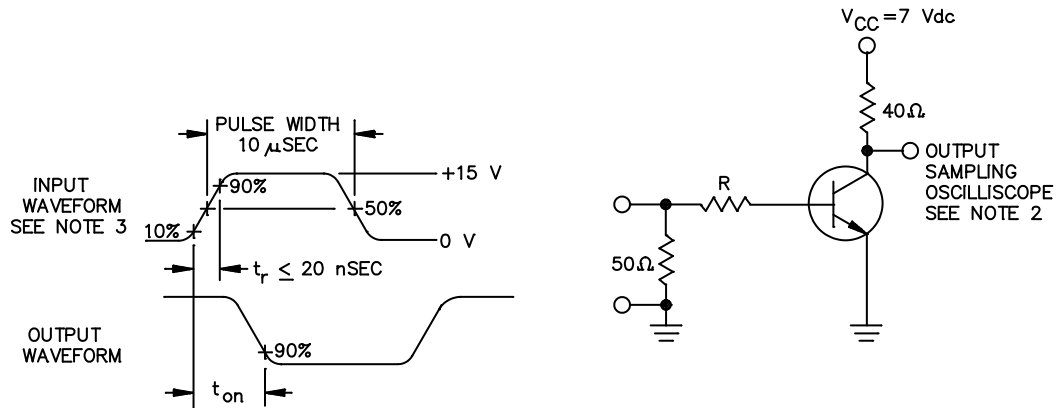 V_CC=7 Vdc
40Ω
OUTPUT
SAMPLING
OSCILLISCOPE
SEE NOTE 2
R
50Ω
PULSE WIDTH
10 μSEC
+15 V
90%
INPUT
WAVEFORM
SEE NOTE 3
50%
10%
0 V
t_r ≤ 20 nSEC
OUTPUT
WAVEFORM
90%
t_on